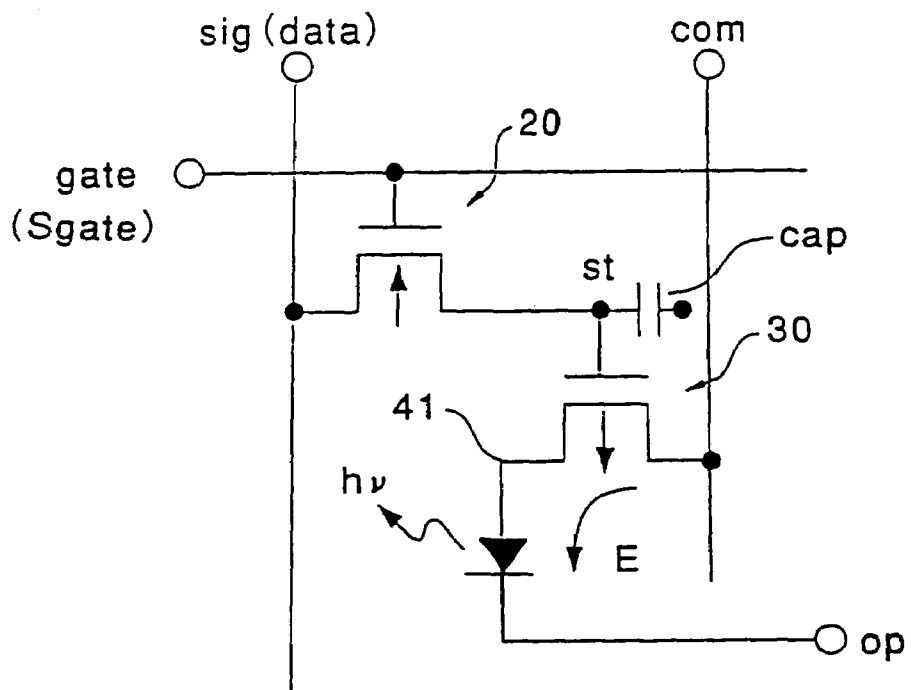 sig (data)
com
20
gate
(Sgate)
cap
st
30
41
hν
E
op